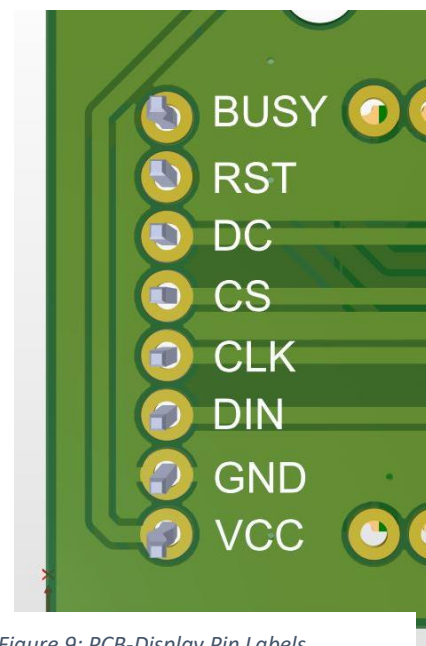 BUSY
RST
DC
CS
CLK
DIN
GND
VCC
Figure 9: PCB-Display Pin Labels